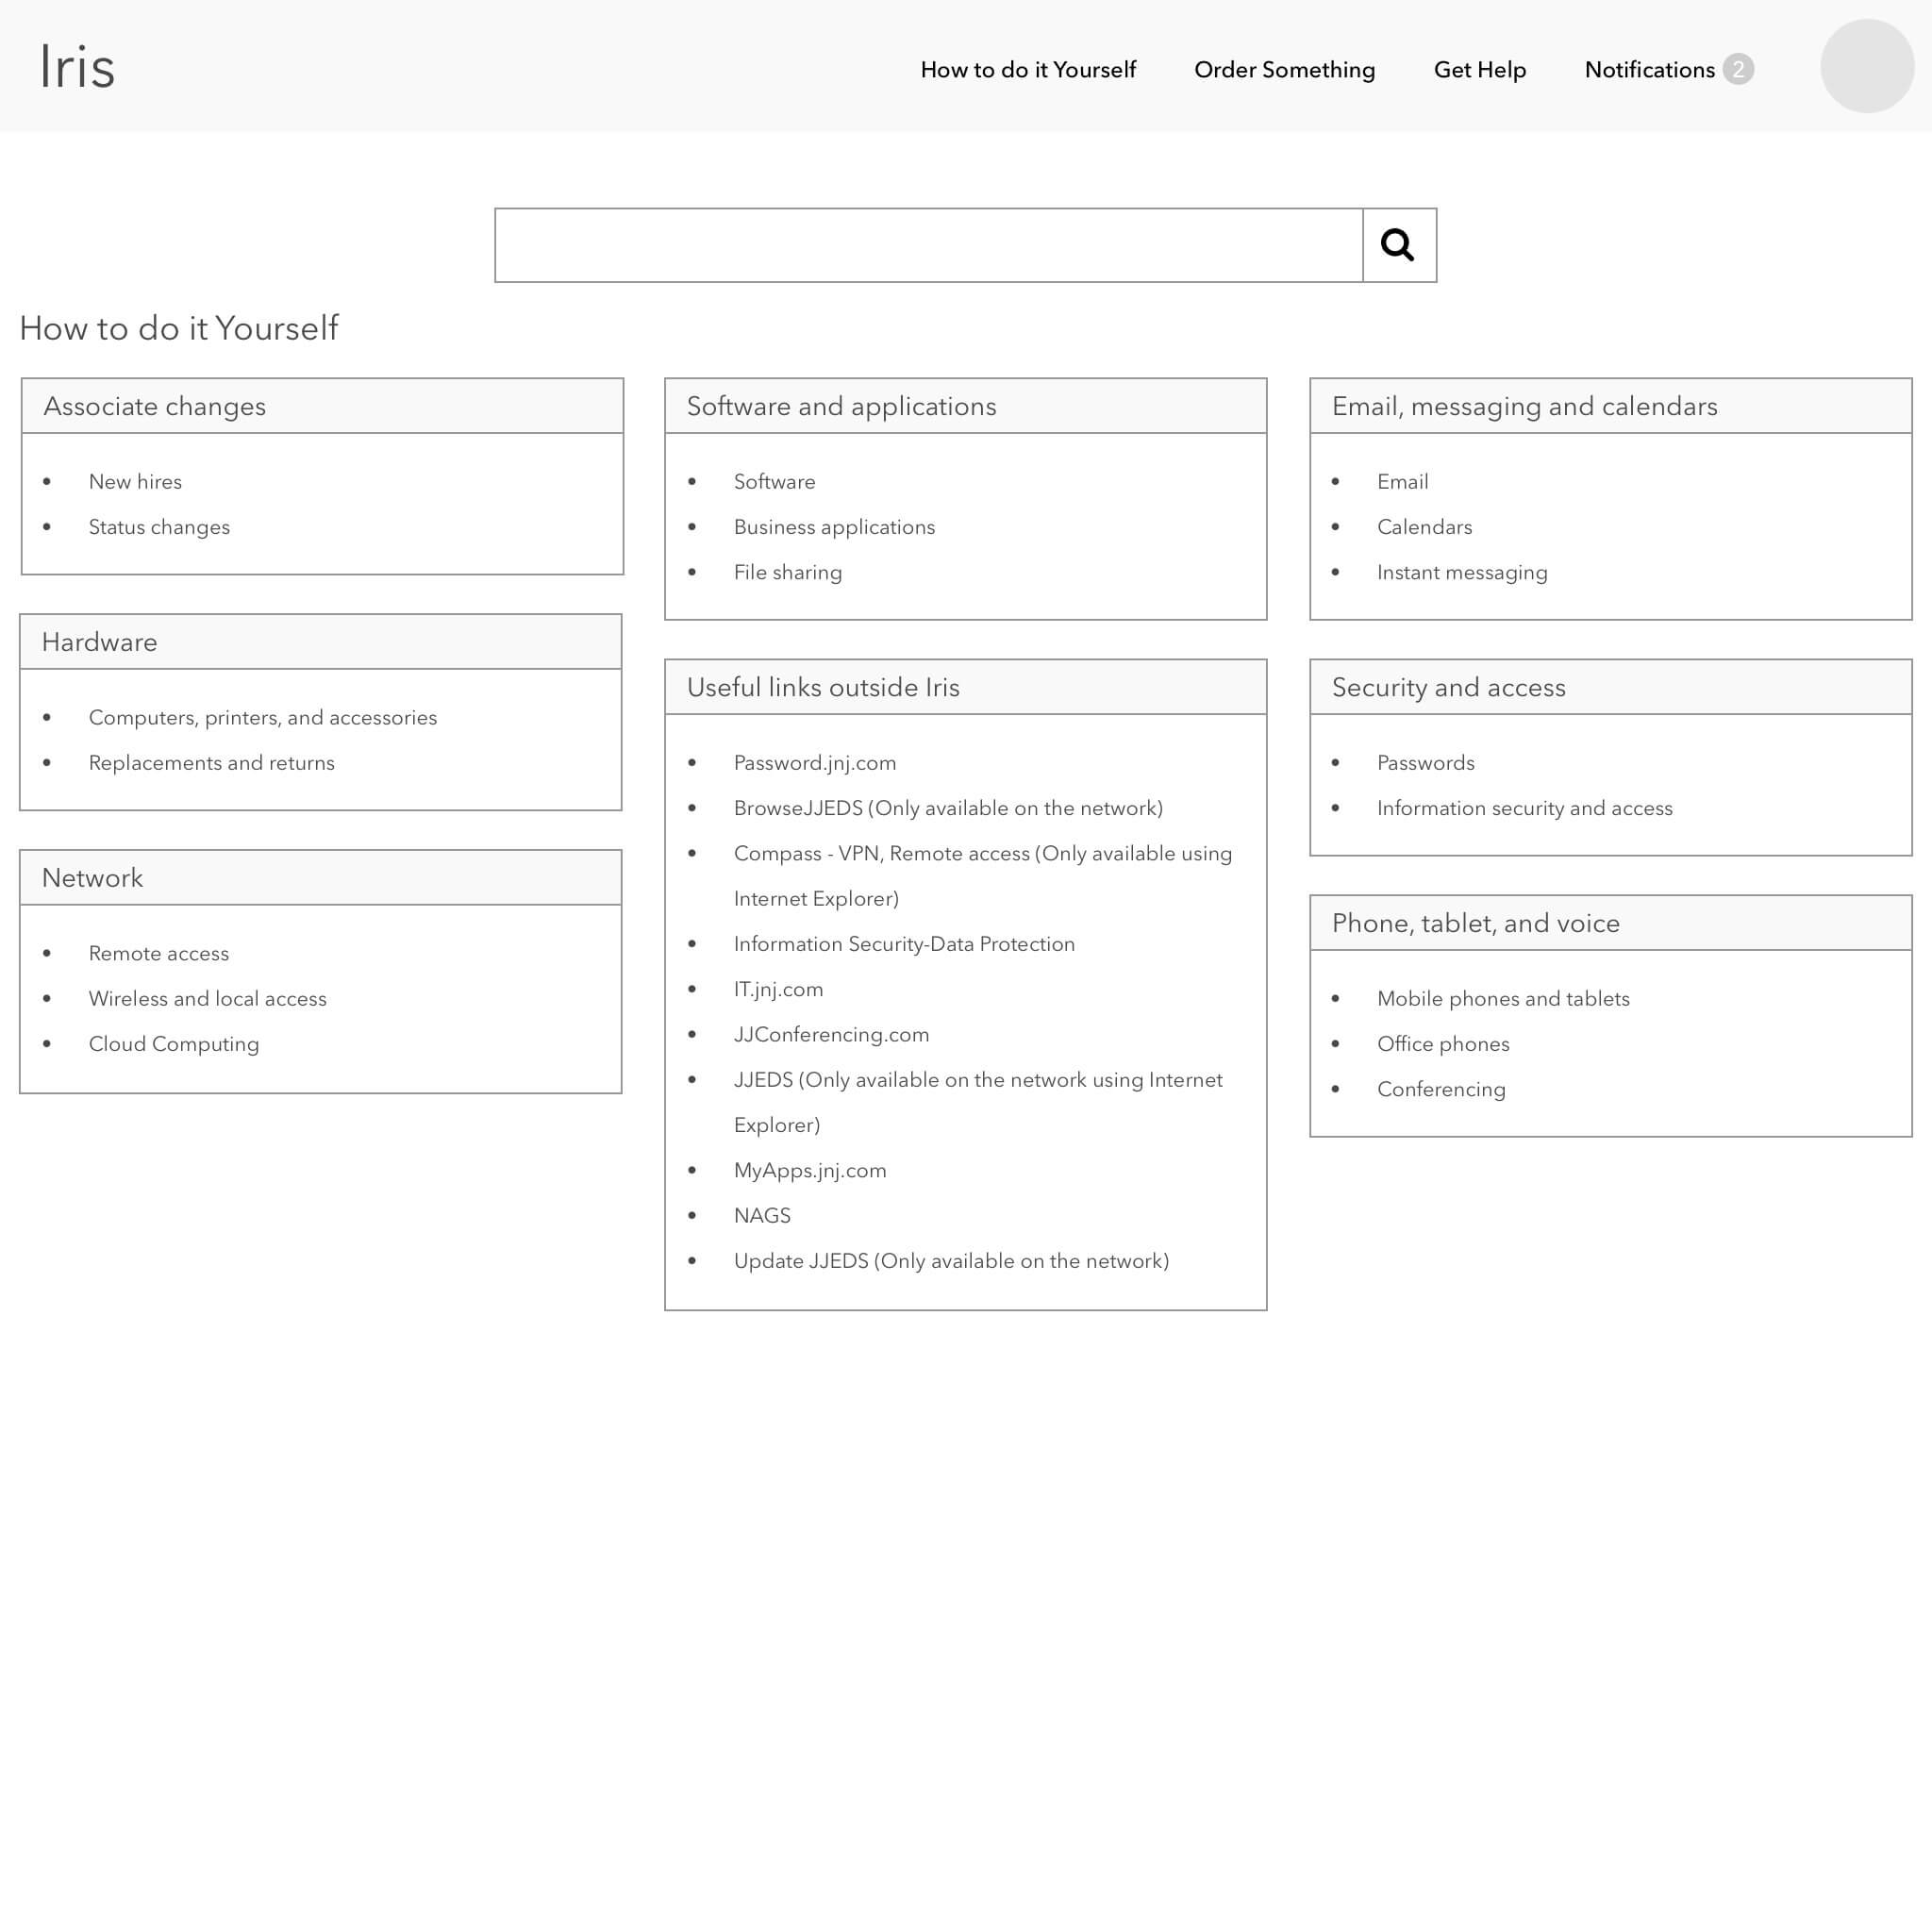 Iris
How to do it Yourself
Order Something
Get Help
Notifications 2
How to do it Yourself
Associate changes
• New hires
• Status changes
Hardware
• Computers, printers, and accessories
• Replacements and returns
Network
• Remote access
• Wireless and local access
• Cloud Computing
Software and applications
• Software
• Business applications
• File sharing
Useful links outside Iris
• Password.jnj.com
• BrowseJJEDS (Only available on the network)
• Compass - VPN, Remote access (Only available using
Internet Explorer)
• Information Security-Data Protection
• IT.jnj.com
• JJConferencing.com
• JJEDS (Only available on the network using Internet
Explorer)
• MyApps.jnj.com
• NAGS
• Update JJEDS (Only available on the network)
Email, messaging and calendars
• Email
• Calendars
• Instant messaging
Security and access
• Passwords
• Information security and access
Phone, tablet, and voice
• Mobile phones and tablets
• Office phones
• Conferencing